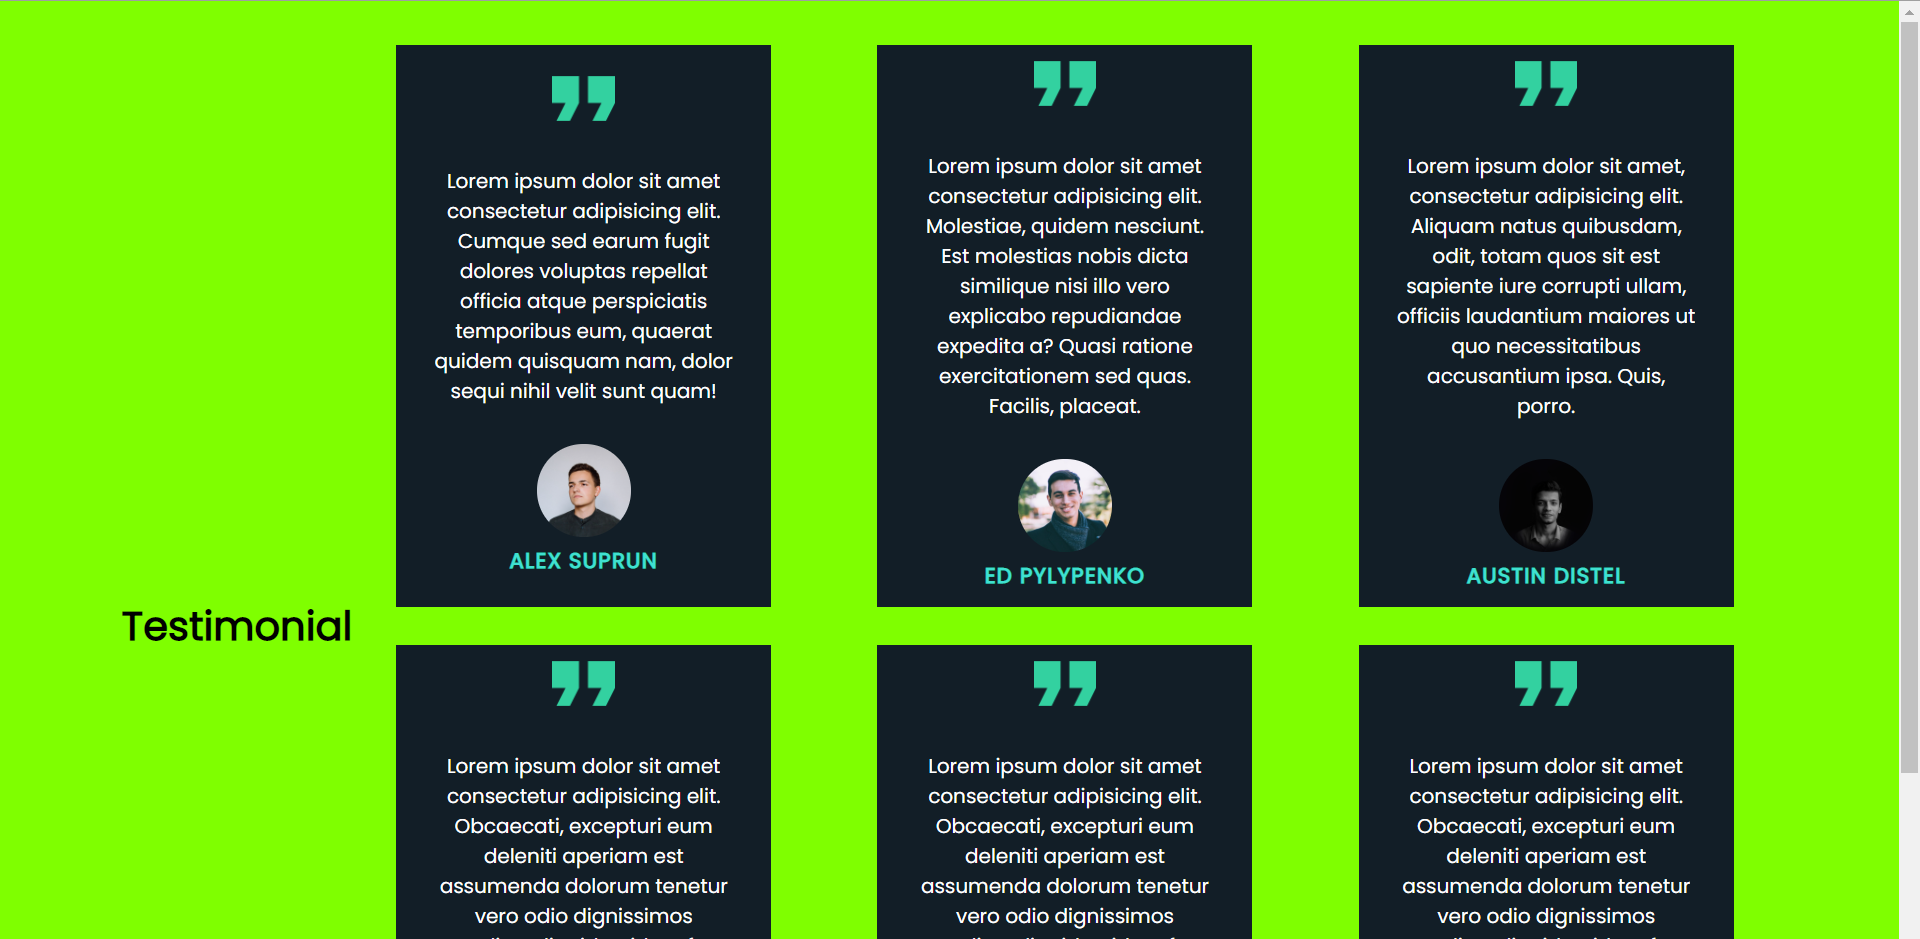 Testimonial
Lorem ipsum dolor sit amet
consectetur adipisicing elit.
Cumque sed earum fugit
dolores voluptas repellat
officia atque perspiciatis
temporibus eum, quaerat
quidem quisquam nam, dolor
sequi nihil velit sunt quam!
ALEX SUPRUN
Lorem ipsum dolor sit amet
consectetur adipisicing elit.
Molestiae, quidem nesciunt.
Est molestias nobis dicta
similique nisi illo vero
explicabo repudiandae
expedita a? Quasi ratione
exercitationem sed quas.
Facilis, placeat.
ED PYLYPENKO
Lorem ipsum dolor sit amet,
consectetur adipisicing elit.
Aliquam natus quibusdam,
odit, totam quos sit est
sapiente iure corrupti ullam,
officiis laudantium maiores ut
quo necessitatibus
accusantium ipsa. Quis,
porro.
AUSTIN DISTEL
Lorem ipsum dolor sit amet
consectetur adipisicing elit.
Obcaecati, excepturi eum
deleniti aperiam est
assumenda dolorum tenetur
vero odio dignissimos
Lorem ipsum dolor sit amet
consectetur adipisicing elit.
Obcaecati, excepturi eum
deleniti aperiam est
assumenda dolorum tenetur
vero odio dignissimos
Lorem ipsum dolor sit amet
consectetur adipisicing elit.
Obcaecati, excepturi eum
deleniti aperiam est
assumenda dolorum tenetur
vero odio dignissimos